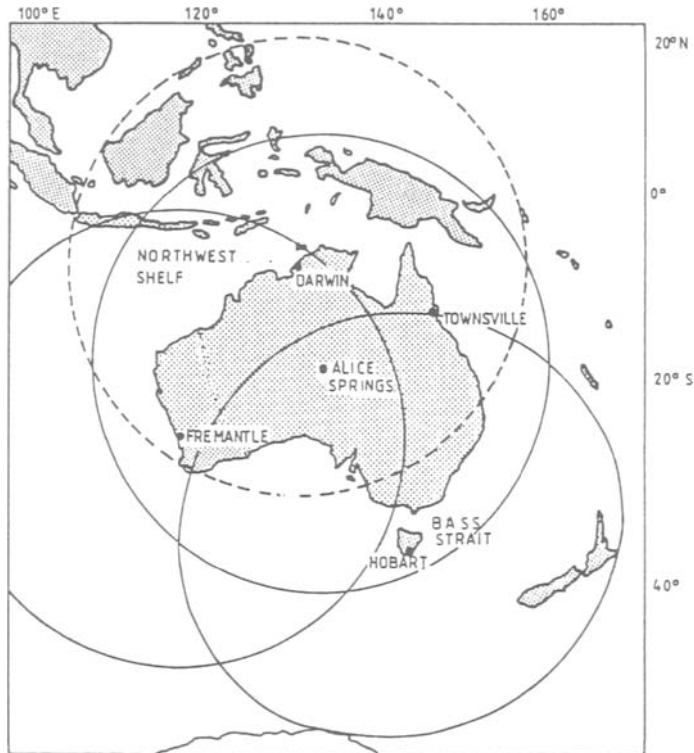 100°E 120° 140° 160°
20°N
0°
NORTHWEST
SHELF
DARWIN
TOWNSVILLE
ALICE
SPRINGS
20°S
FREMANTLE
BASS
STRAIT
HOBART
40°